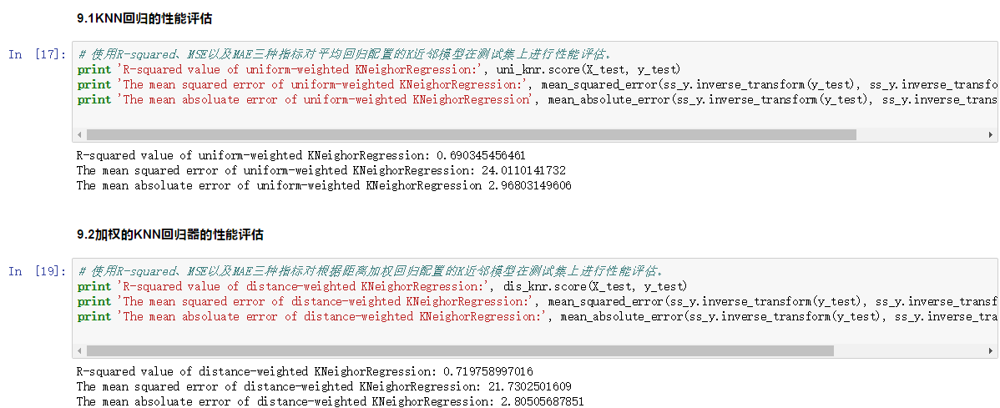 9.1KNN回归的性能评估
In [17]:
# 使用R-squared、MSE以及MAE三种指标对平均回归配置的K近邻模型在测试集上进行性能评估。
print 'R-squared value of uniform-weighted KNeighorRegression:', uni_knr.score(X_test, y_test)
print 'The mean squared error of uniform-weighted KNeighorRegression:', mean_squared_error(ss_y.inverse_transform(y_test), ss_y.inverse_transfo
print 'The mean absoluate error of uniform-weighted KNeighorRegression', mean_absolute_error(ss_y.inverse_transform(y_test), ss_y.inverse_trans
R-squared value of uniform-weighted KNeighorRegression: 0.690345456461
The mean squared error of uniform-weighted KNeighorRegression: 24.0110141732
The mean absoluate error of uniform-weighted KNeighorRegression 2.96803149606
9.2加权的KNN回归器的性能评估
In [19]:
# 使用R-squared、MSE以及MAE三种指标对根据距离加权回归配置的K近邻模型在测试集上进行性能评估。
print 'R-squared value of distance-weighted KNeighorRegression:', dis_knr.score(X_test, y_test)
print 'The mean squared error of distance-weighted KNeighorRegression:', mean_squared_error(ss_y.inverse_transform(y_test), ss_y.inverse_transf
print 'The mean absoluate error of distance-weighted KNeighorRegression:', mean_absolute_error(ss_y.inverse_transform(y_test), ss_y.inverse_tra
R-squared value of distance-weighted KNeighorRegression: 0.719758997016
The mean squared error of distance-weighted KNeighorRegression: 21.7302501609
The mean absoluate error of distance-weighted KNeighorRegression: 2.80505687851